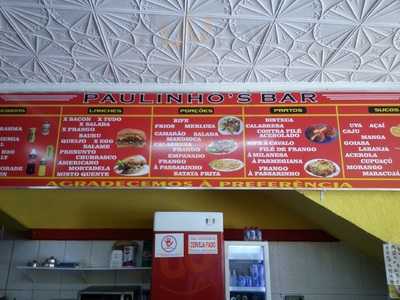 PAULINHO'S BAR
LANCHES
PORÇÕES
PRATOS
SUCOS
X BACON X TUDO
X SALADA
X FRANGO
BAURU
QUEIJO X EGG
SALAME
PRESUNTO
CHURRASCO
AMERICANO
MORTADELA
MISTO QUENTE
BIFE
FRIOS MERLUZA
CAMARÃO SALADA
MANDIOCA
CALABRESA
FRANGO
EMPANADO
FRANGO
À PASSARINHO
BATATA FRITA
BISTECA
CALABRESA
CONTRA FILÉ
ACEBOLADO
BIFE À CAVALO
FILÉ DE FRANGO
À MILANESA
À PARMEGIANA
FRANGO
À PASSARINHO
UVA AÇAÍ
CAJU
MANGA
GOIABA
LARANJA
ACEROLA
CUPUAÇÚ
MORANGO
MARACUJÁ
AGRADECEMOS À PREFERÊNCIA
CERVEJA